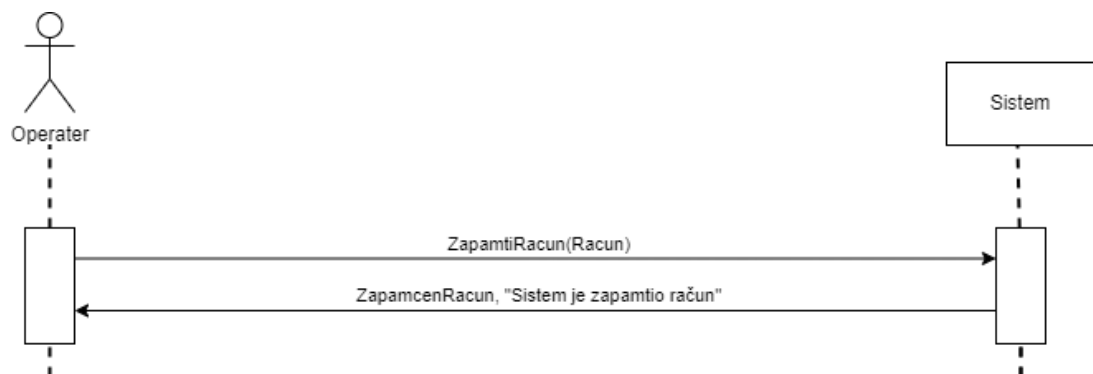 Operater
Sistem
ZapamtiRacun(Racun)
ZapamcenRacun, "Sistem je zapamtio račun"